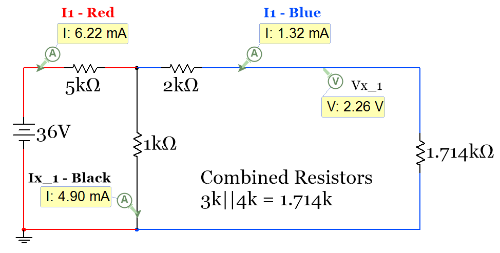 I1 - Red
I1 - Blue
I: 6.22 mA
I: 1.32 mA
A
A
5kΩ
2kΩ
V
Vx_1
V: 2.26 V
36V
1kΩ
1.714kΩ
Ix_1 - Black
I: 4.90 mA
A
Combined Resistors
3k||4k = 1.714k